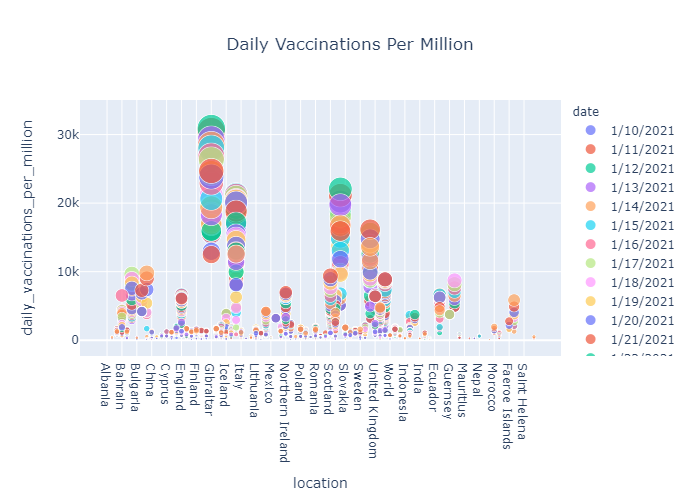 Daily Vaccinations Per Million
daily_vaccinations_per_million
30k
20k
10k
0
Albania
Bahrain
Bulgaria
China
Cyprus
England
Finland
Gibraltar
Iceland
Italy
Lithuania
Mexico
Northern Ireland
Poland
Romania
Scotland
Slovakia
Sweden
United Kingdom
World
Indonesia
India
Ecuador
Guernsey
Mauritius
Nepal
Morocco
Faeroe Islands
Saint Helena
location
date
1/10/2021
1/11/2021
1/12/2021
1/13/2021
1/14/2021
1/15/2021
1/16/2021
1/17/2021
1/18/2021
1/19/2021
1/20/2021
1/21/2021